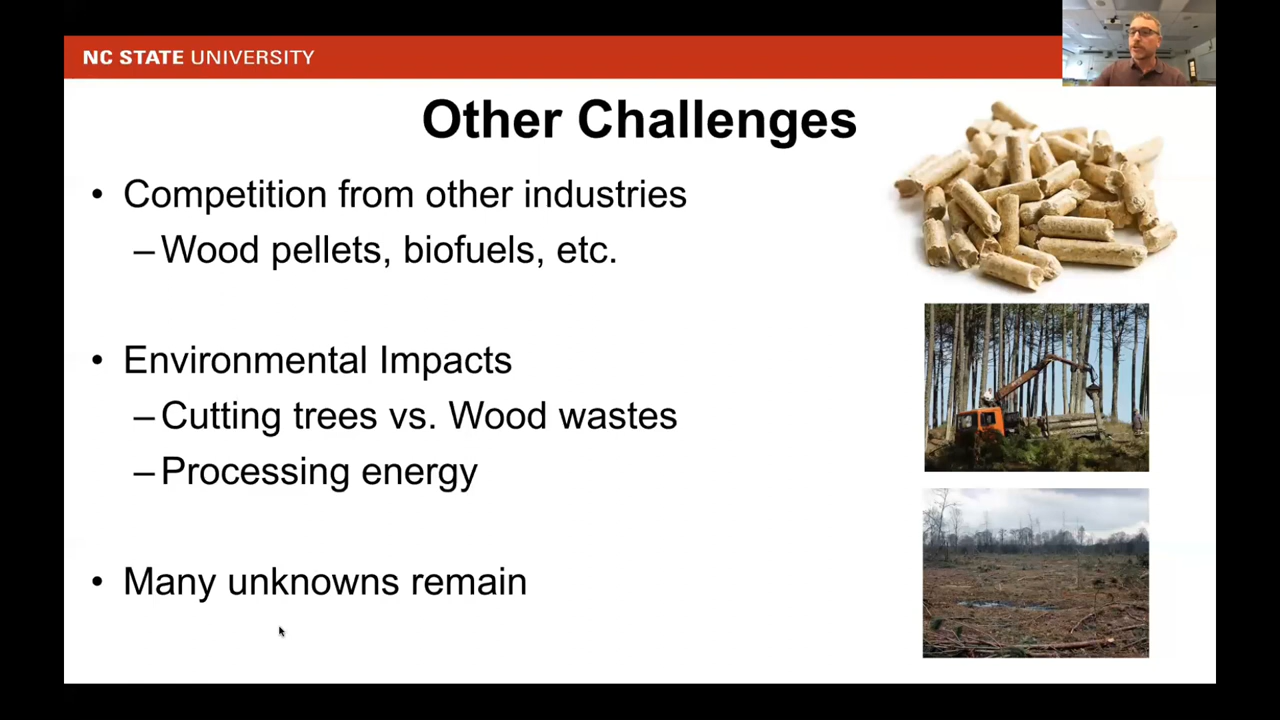 NC STATE UNIVERSITY
Other Challenges
• Competition from other industries
–Wood pellets, biofuels, etc.
• Environmental Impacts
–Cutting trees vs. Wood wastes
–Processing energy
• Many unknowns remain